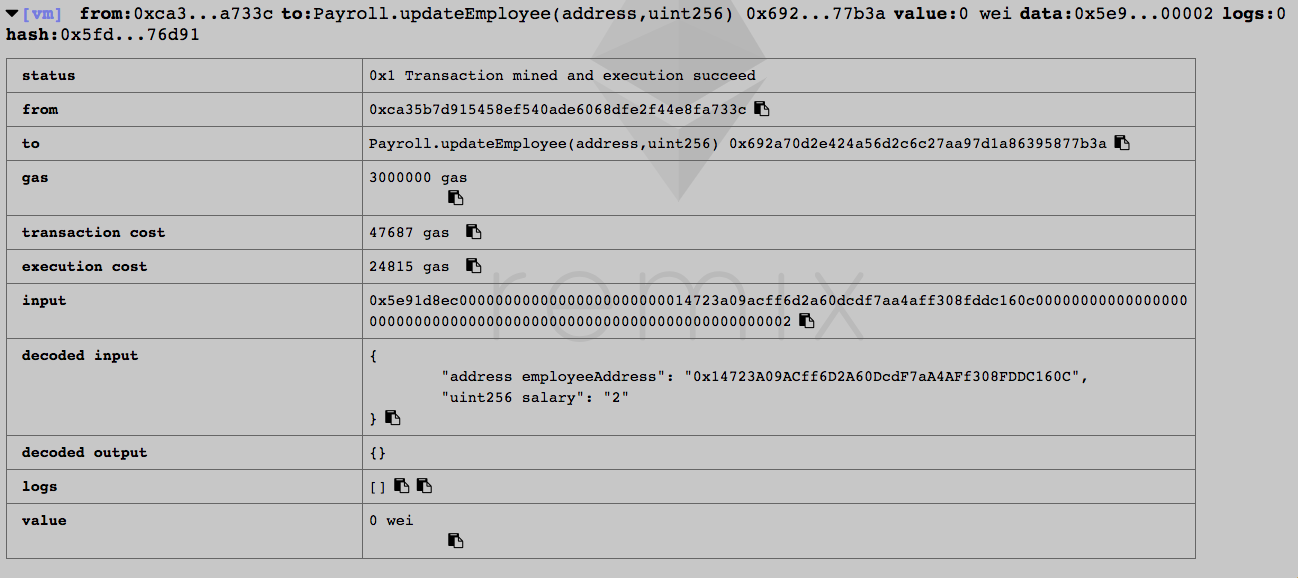 [vm] from:0xca3...a733c to:Payroll.updateEmployee(address,uint256) 0x692...77b3a value:0 wei data:0x5e9...00002 logs:0
hash:0x5fd...76d91
status 0x1 Transaction mined and execution succeed
from 0xca35b7d915458ef540ade6068dfe2f44e8fa733c
to Payroll.updateEmployee(address,uint256) 0x692a70d2e424a56d2c6c27aa97d1a86395877b3a
gas 3000000 gas
transaction cost 47687 gas
execution cost 24815 gas
input 0x5e91d8ec00000000000000000000000014723a09acff6d2a60dcdf7aa4aff308fddc160c00000000000000000
00000000000000000000000000000000000000000000002
decoded input {
"address employeeAddress": "0x14723A09ACff6D2A60DcdF7aA4AFf308FDDC160C",
"uint256 salary": "2"
}
decoded output {}
logs []
value 0 wei
remix